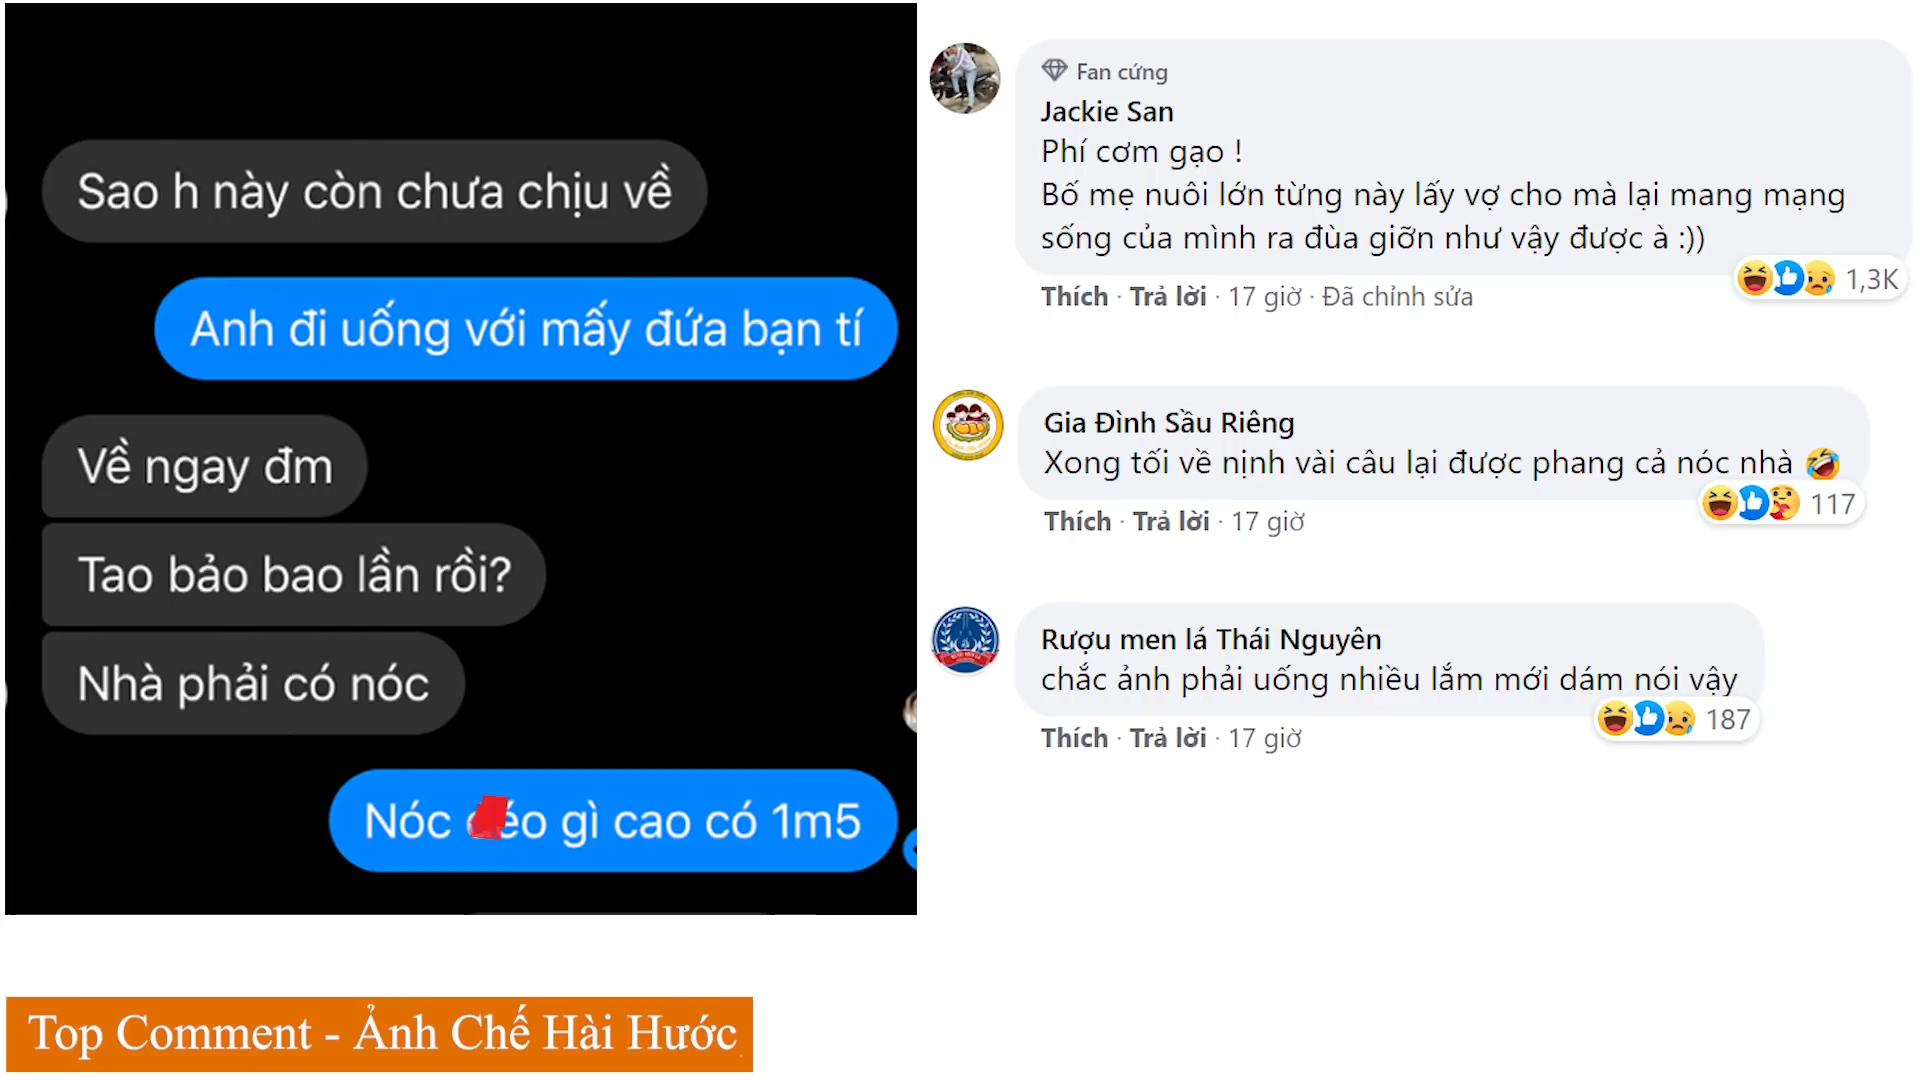 Sao h này còn chưa chịu về
Anh đi uống với mấy đứa bạn tí
Về ngay đm
Tao bảo bao lần rồi?
Nhà phải có nóc
Nóc éo gì cao có 1m5
Fan cứng
Jackie San
Phí cơm gạo !
Bố mẹ nuôi lớn từng này lấy vợ cho mà lại mang mạng
sống của mình ra đùa giỡn như vậy được à :))
1,3K
Thích · Trả lời · 17 giờ · Đã chỉnh sửa
Gia Đình Sầu Riêng
Xong tối về nịnh vài câu lại được phang cả nóc nhà 🤣
117
Thích · Trả lời · 17 giờ
Rượu men lá Thái Nguyên
chắc ảnh phải uống nhiều lắm mới dám nói vậy
187
Thích · Trả lời · 17 giờ
Top Comment - Ảnh Chế Hài Hước